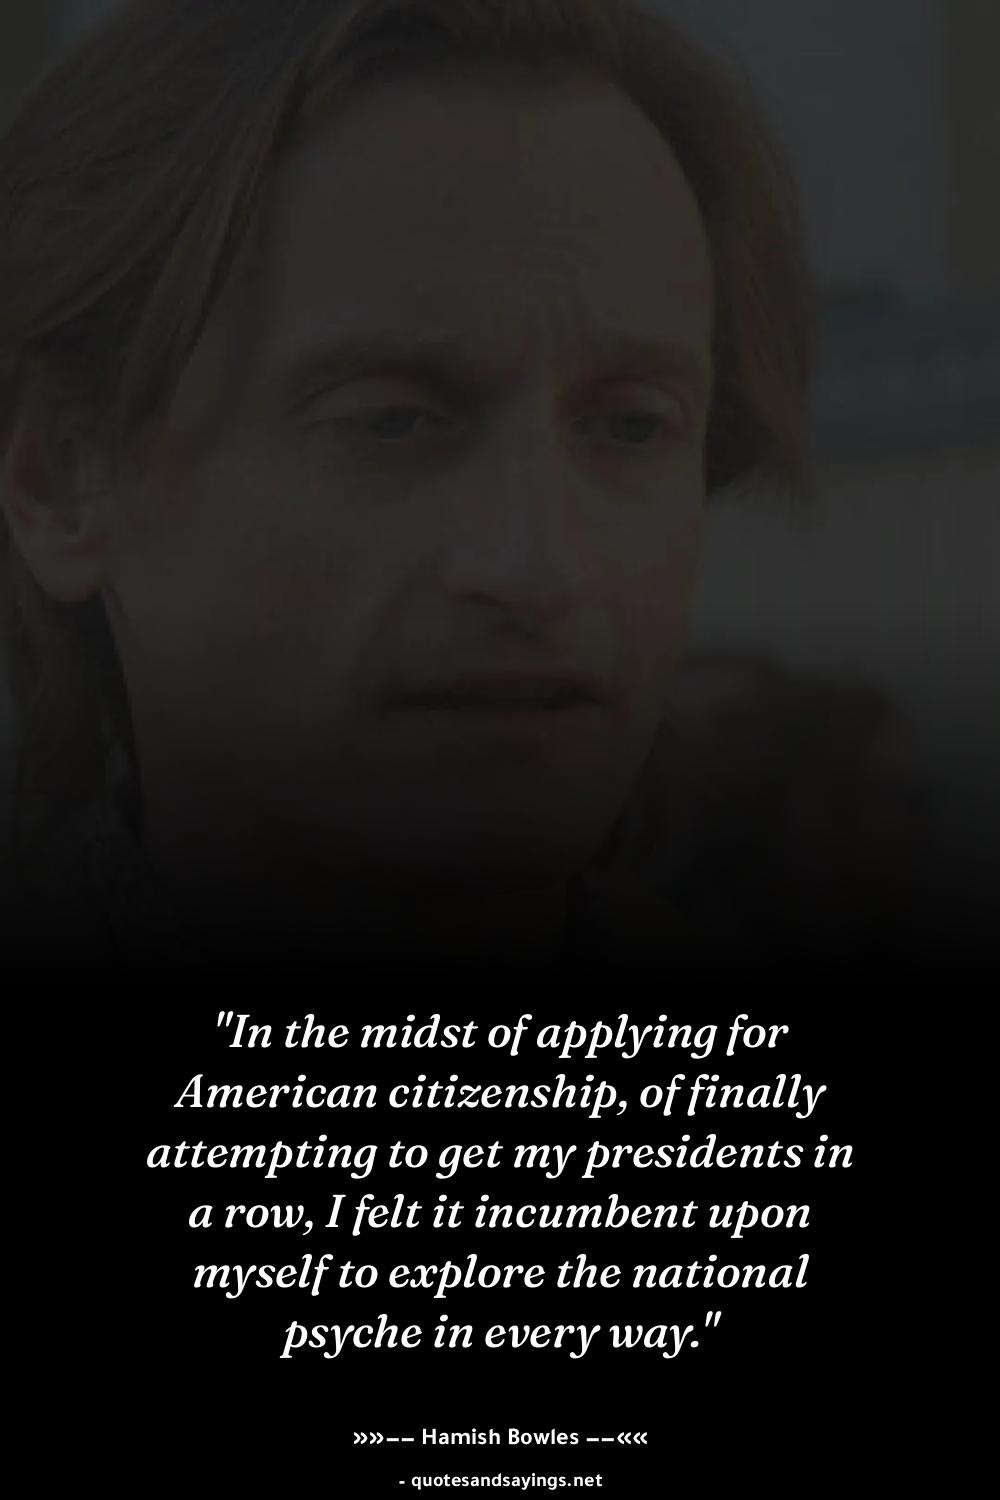 "In the midst of applying for
American citizenship, of finally
attempting to get my presidents in
a row, I felt it incumbent upon
myself to explore the national
psyche in every way."
»»–– Hamish Bowles ––««
- quotesandsayings.net